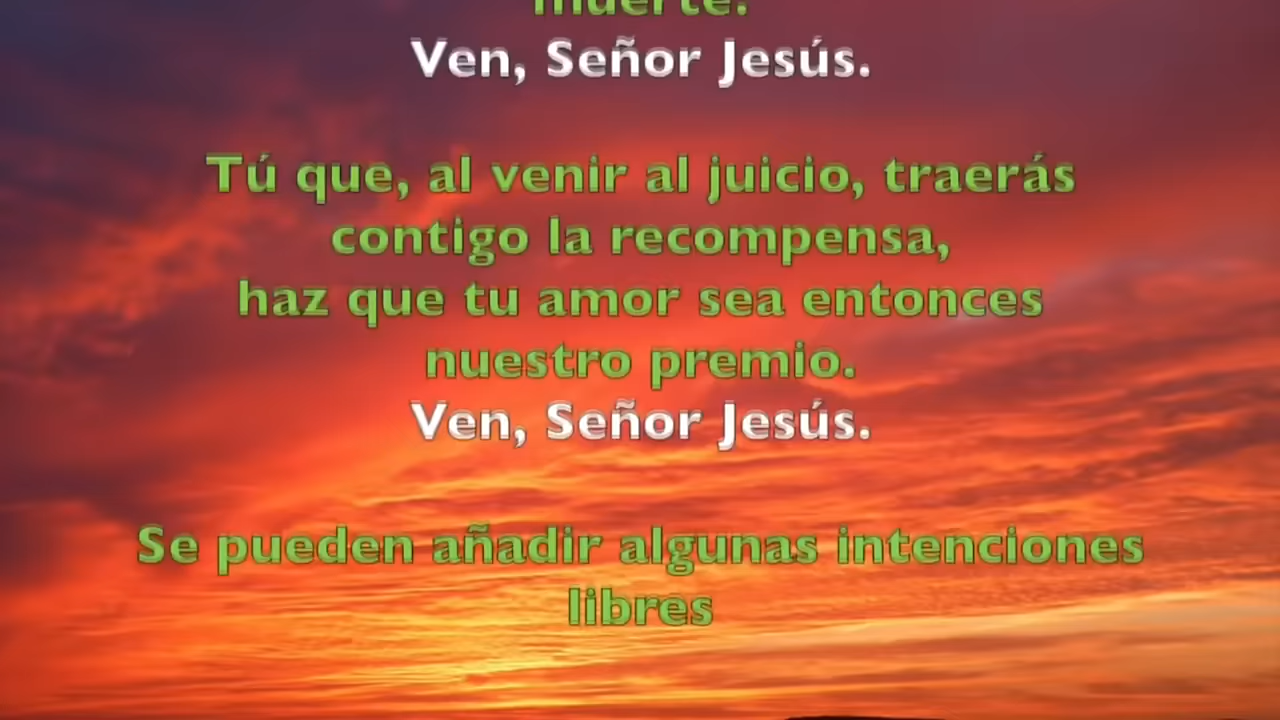 muerte.
Ven, Señor Jesús.
Tú que, al venir al juicio, traerás
contigo la recompensa,
haz que tu amor sea entonces
nuestro premio.
Ven, Señor Jesús.
Se pueden añadir algunas intenciones
libres